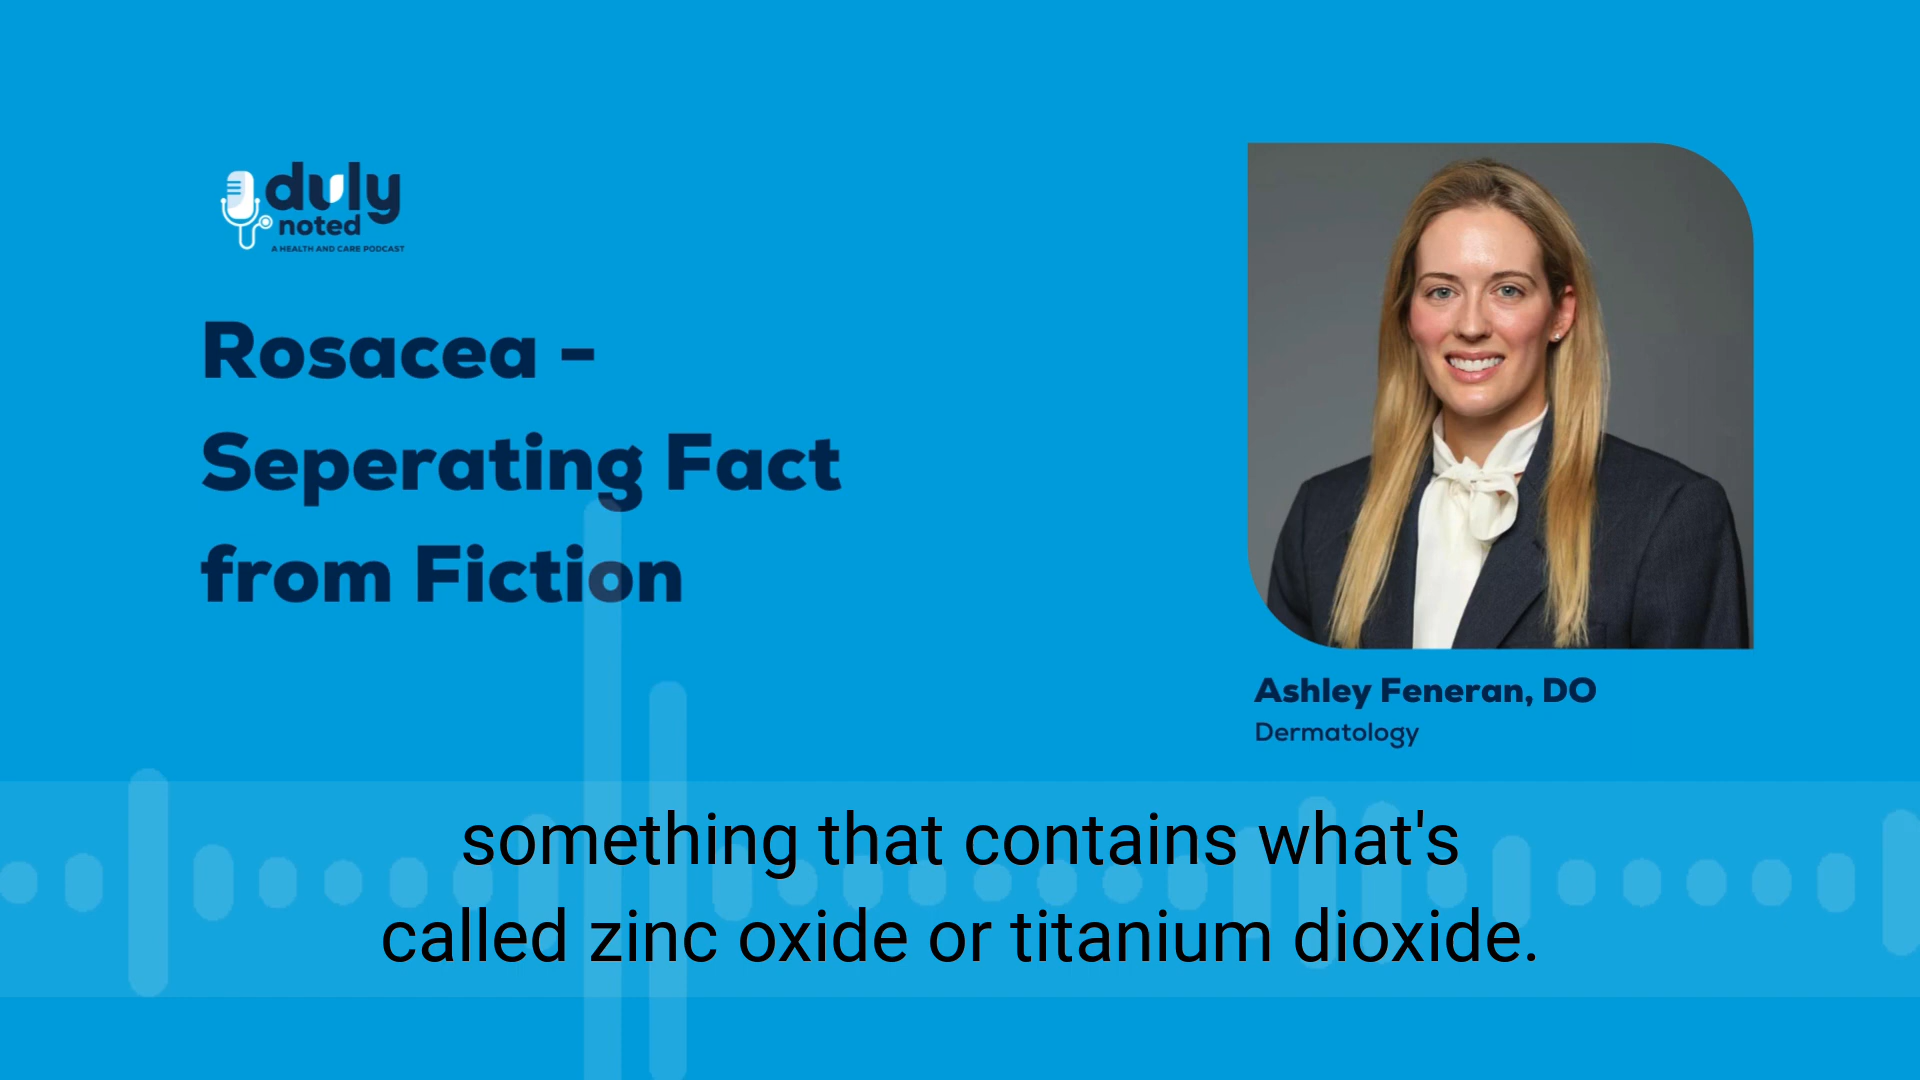 duly
noted
A HEALTH AND CARE PODCAST
Rosacea -
Seperating Fact
from Fiction
Ashley Feneran, DO
Dermatology
something that contains what's
called zinc oxide or titanium dioxide.